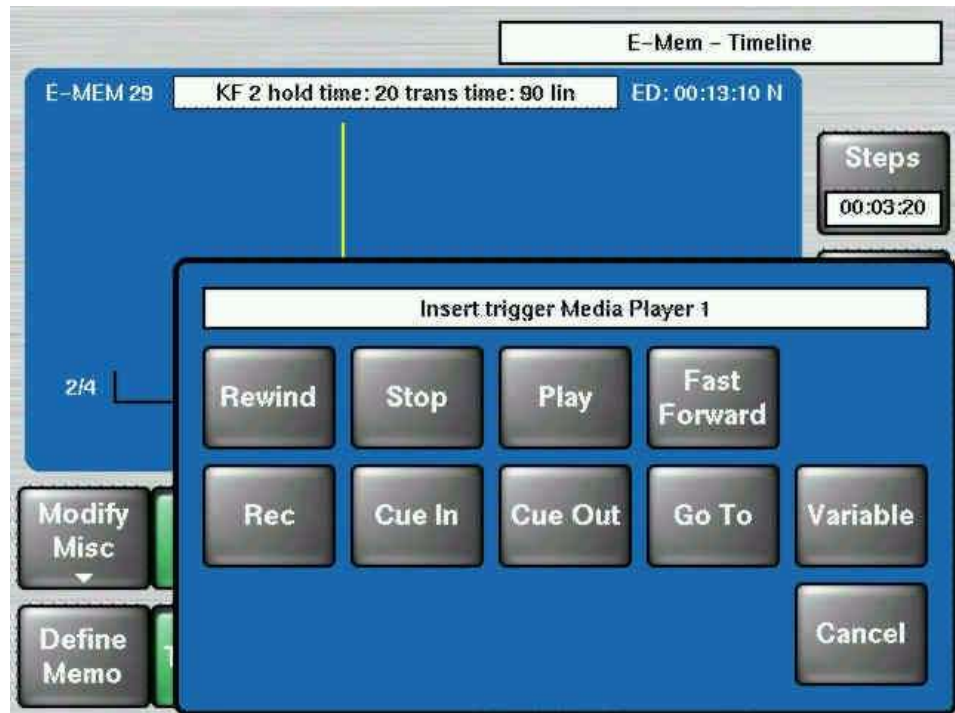 E-Mem - Timeline
E-MEM 29
KF 2 hold time: 20 trans time: 90 lin
ED: 00:13:10 N
Steps
00:03:20
Insert trigger Media Player 1
2/4
Rewind
Stop
Play
Fast
Forward
Modify
Misc
Rec
Cue In
Cue Out
Go To
Variable
Define
Memo
Cancel